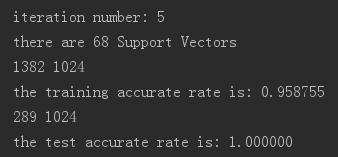 iteration number: 5
there are 68 Support Vectors
1382 1024
the training accurate rate is: 0.958755
289 1024
the test accurate rate is: 1.000000